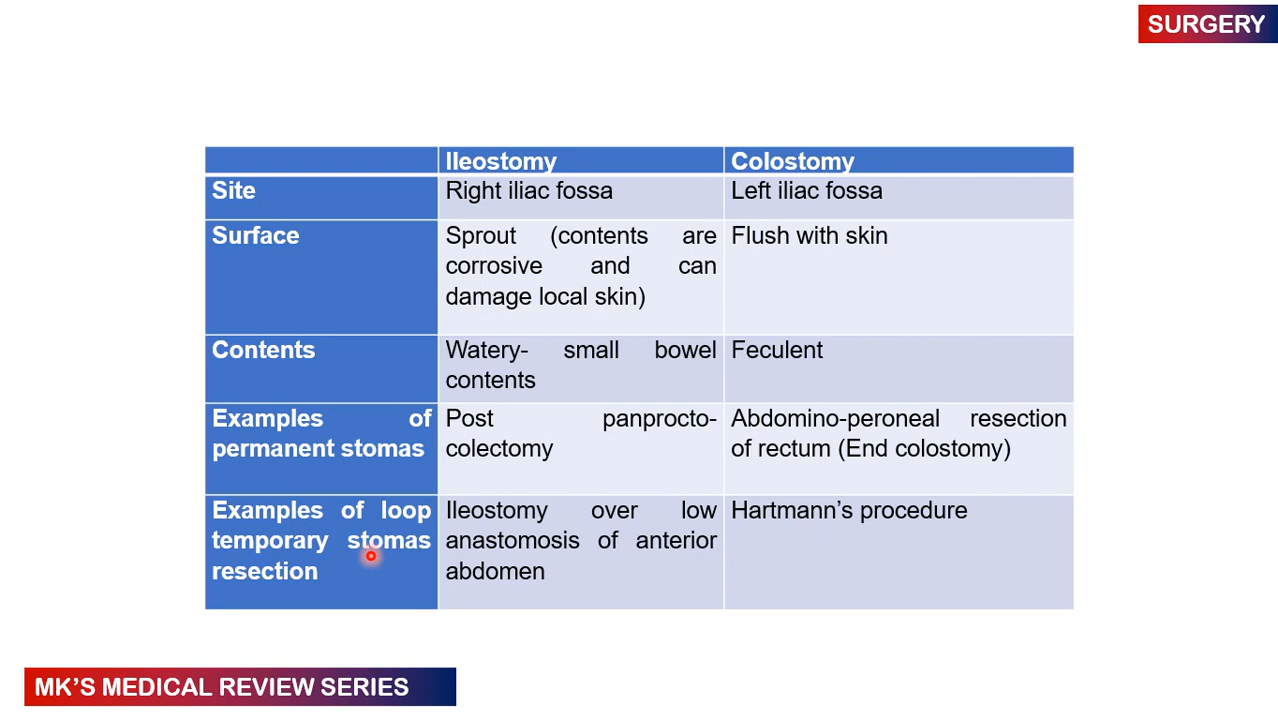 SURGERY
Ileostomy Colostomy
Site Right iliac fossa Left iliac fossa
Surface Sprout (contents are Flush with skin
corrosive and can
damage local skin)
Contents Watery- small bowel Feculent
contents
Examples of Post panprocto- Abdomino-peroneal resection
permanent stomas colectomy of rectum (End colostomy)
Examples of loop Ileostomy over low Hartmann’s procedure
temporary stomas anastomosis of anterior
resection abdomen
MK’S MEDICAL REVIEW SERIES